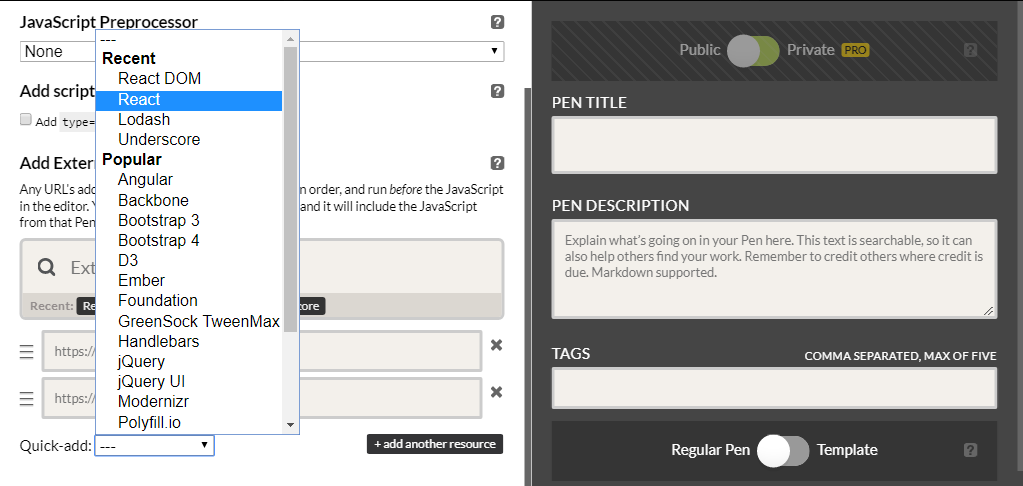 JavaScript Preprocessor
None
Add script
Add type=
Add Exter
Any URL's add
n order, and run before the JavaScript
in the editor. Y
and it will include the JavaScript
from that Pen
Ext
Recent: Re
ore
https://
https://
Quick-add: ---
+ add another resource
---
Recent
React DOM
React
Lodash
Underscore
Popular
Angular
Backbone
Bootstrap 3
Bootstrap 4
D3
Ember
Foundation
GreenSock TweenMax
Handlebars
jQuery
jQuery UI
Modernizr
Polyfill.io
Public Private PRO ?
PEN TITLE
PEN DESCRIPTION
Explain what's going on in your Pen here. This text is searchable, so it can
also help others find your work. Remember to credit others where credit is
due. Markdown supported.
TAGS COMMA SEPARATED, MAX OF FIVE
Regular Pen Template ?